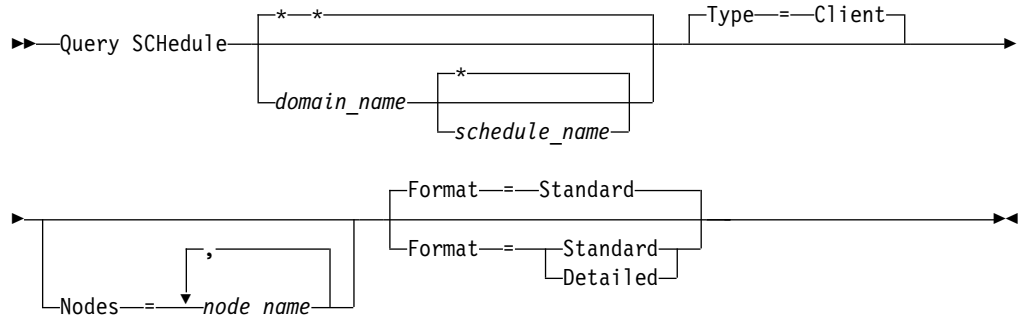 * * Type = Client
Query SCHedule
*
domain_name
schedule_name
Format = Standard
,
Format = Standard
Detailed
Nodes = node name